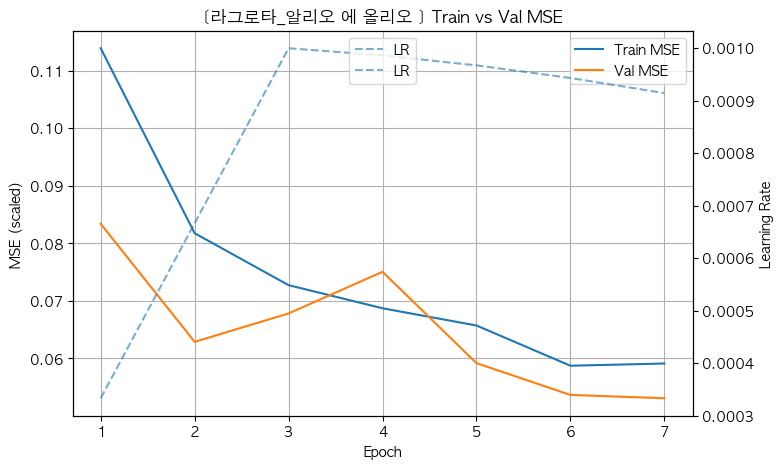 [라그로타_알리오 에 올리오 ] Train vs Val MSE
MSE (scaled)
0.11
0.10
0.09
0.08
0.07
0.06
LR
LR
Train MSE
Val MSE
0.0010
0.0009
0.0008
0.0007
0.0006
0.0005
0.0004
0.0003
Learning Rate
1 2 3 4 5 6 7
Epoch